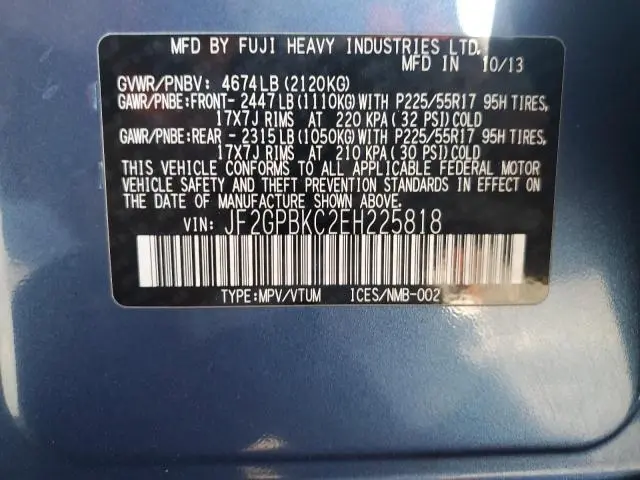 MFD BY FUJI HEAVY INDUSTRIES LTD.
MFD IN 10/13
GVWR/PNBV: 4674LB(2120KG)
GAWR/PNBE:FRONT- 2447LB(1110KG)WITH P225/55R17 95H TIRES,
17X7J RIMS AT 220 KPA(32 PSI)COLD
GAWR/PNBE:REAR - 2315LB(1050KG)WITH P225/55R17 95H TIRES,
17X7J RIMS AT 210 KPA(30 PSI)COLD
THIS VEHICLE CONFORMS TO ALL APPLICABLE FEDERAL MOTOR
VEHICLE SAFETY AND THEFT PREVENTION STANDARDS IN EFFECT ON
THE DATE OF MANUFACTURE SHOWN ABOVE.
VIN: JF2GPBKC2EH225818
TYPE:MPV/VTUM ICES/NMB-002